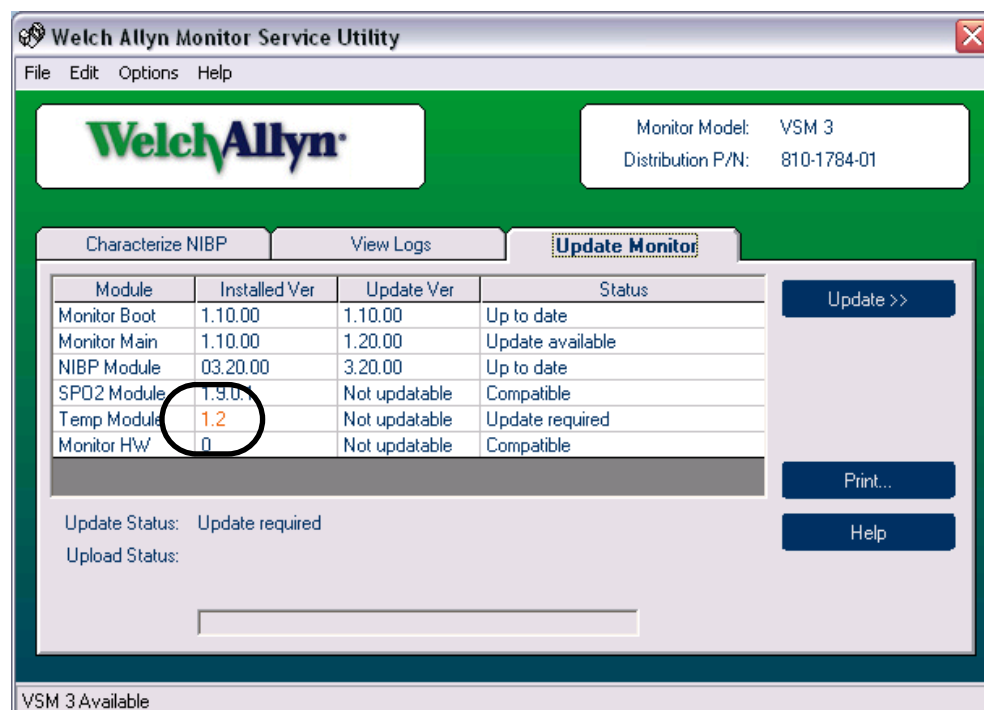 Welch Allyn Monitor Service Utility
File Edit Options Help
WelchAllyn
Monitor Model: VSM 3
Distribution P/N: 810-1784-01
Characterize NIBP View Logs Update Monitor
Module Installed Ver Update Ver Status
Monitor Boot 1.10.00 1.10.00 Up to date
Monitor Main 1.10.00 1.20.00 Update available
NIBP Module 03.20.00 3.20.00 Up to date
SPO2 Module 1.9.0.1 Not updatable Compatible
Temp Module 1.2 Not updatable Update required
Monitor HW 0 Not updatable Compatible
Update >>
Print...
Help
Update Status: Update required
Upload Status:
VSM 3 Available